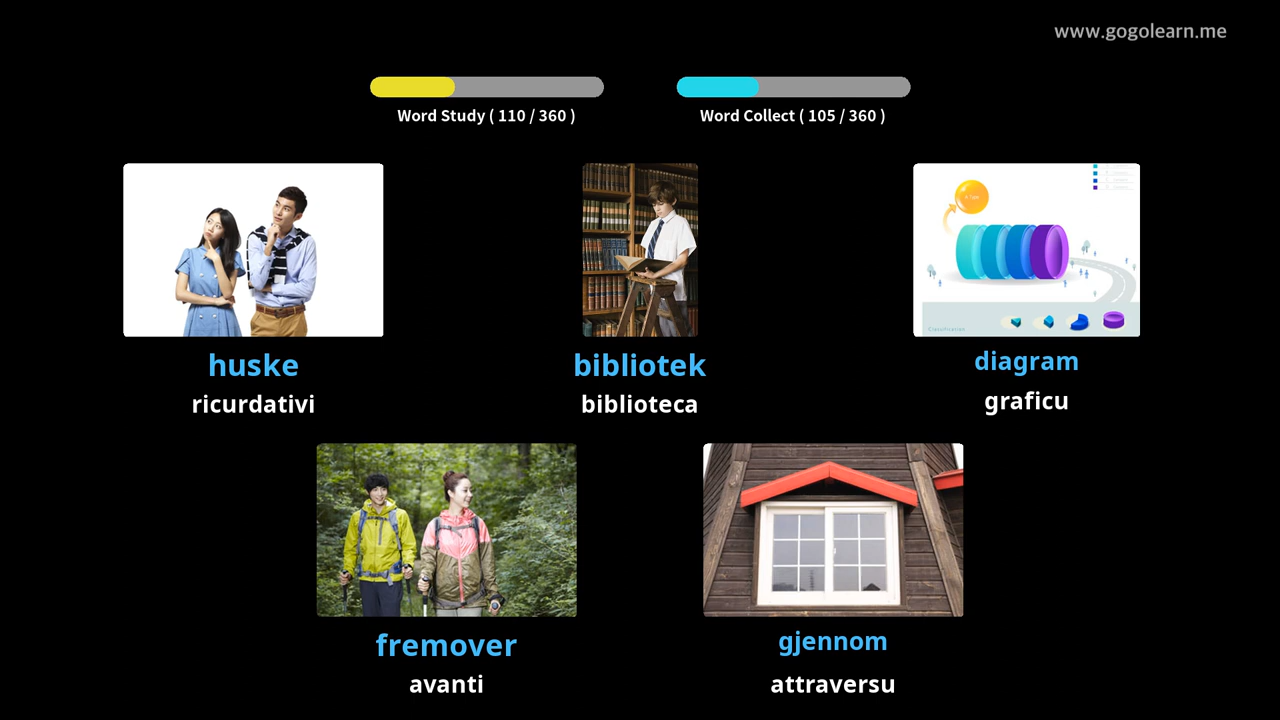 www.gogolearn.me
Word Study ( 110 / 360 )
Word Collect ( 105 / 360 )
huske
ricurdativi
bibliotek
biblioteca
diagram
graficu
Classification
fremover
avanti
gjennom
attraversu